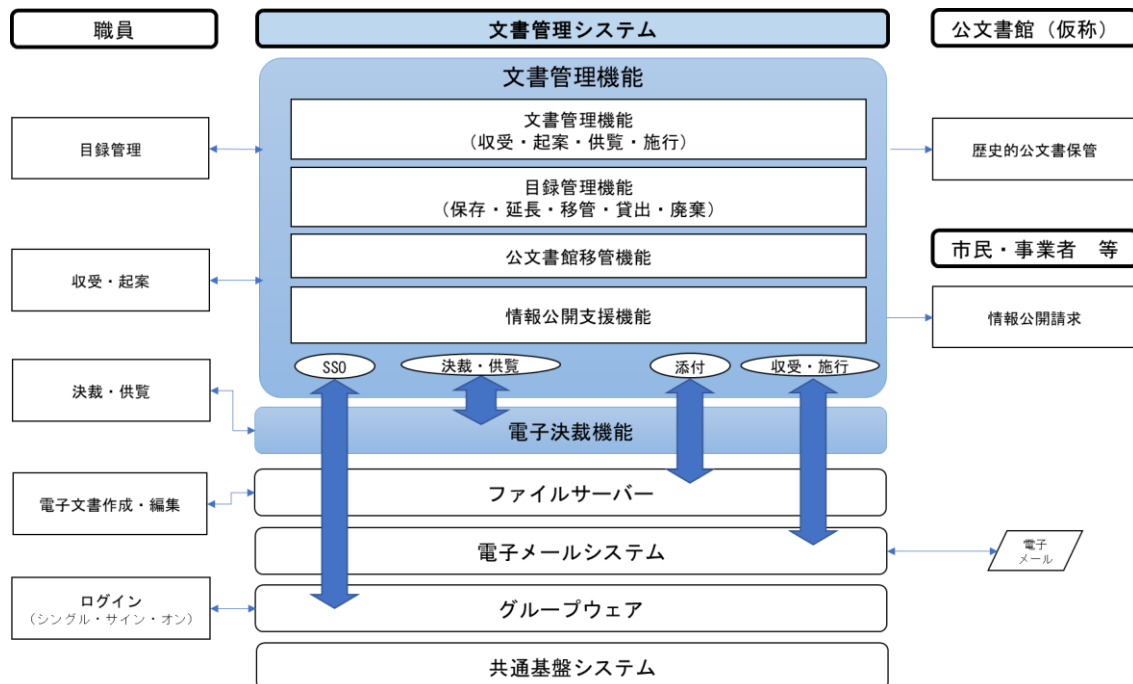 職員
文書管理システム
公文書館（仮称）
文書管理機能
文書管理機能
（収受・起案・供覧・施行）
目録管理
歴史的公文書保管
目録管理機能
（保存・延長・移管・貸出・廃棄）
公文書館移管機能
市民・事業者　等
収受・起案
情報公開支援機能
情報公開請求
SSO
決裁・供覧
添付
収受・施行
決裁・供覧
電子決裁機能
電子文書作成・編集
ファイルサーバー
電子メールシステム
電子
メール
ログイン
（シングル・サイン・オン）
グループウェア
共通基盤システム